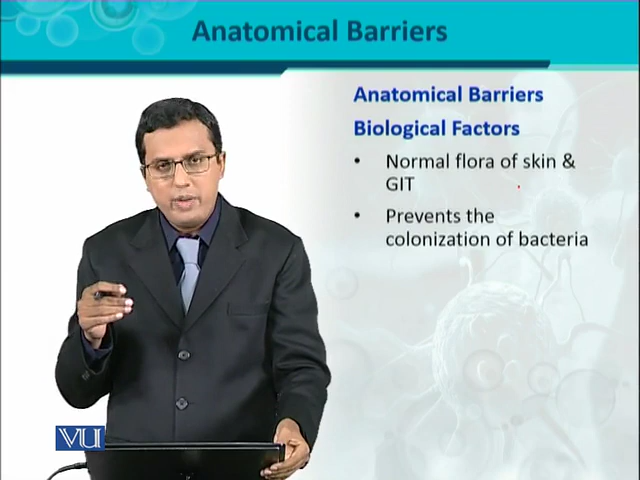 Anatomical Barriers
Anatomical Barriers
Biological Factors
• Normal flora of skin &
GIT
• Prevents the
colonization of bacteria
VU